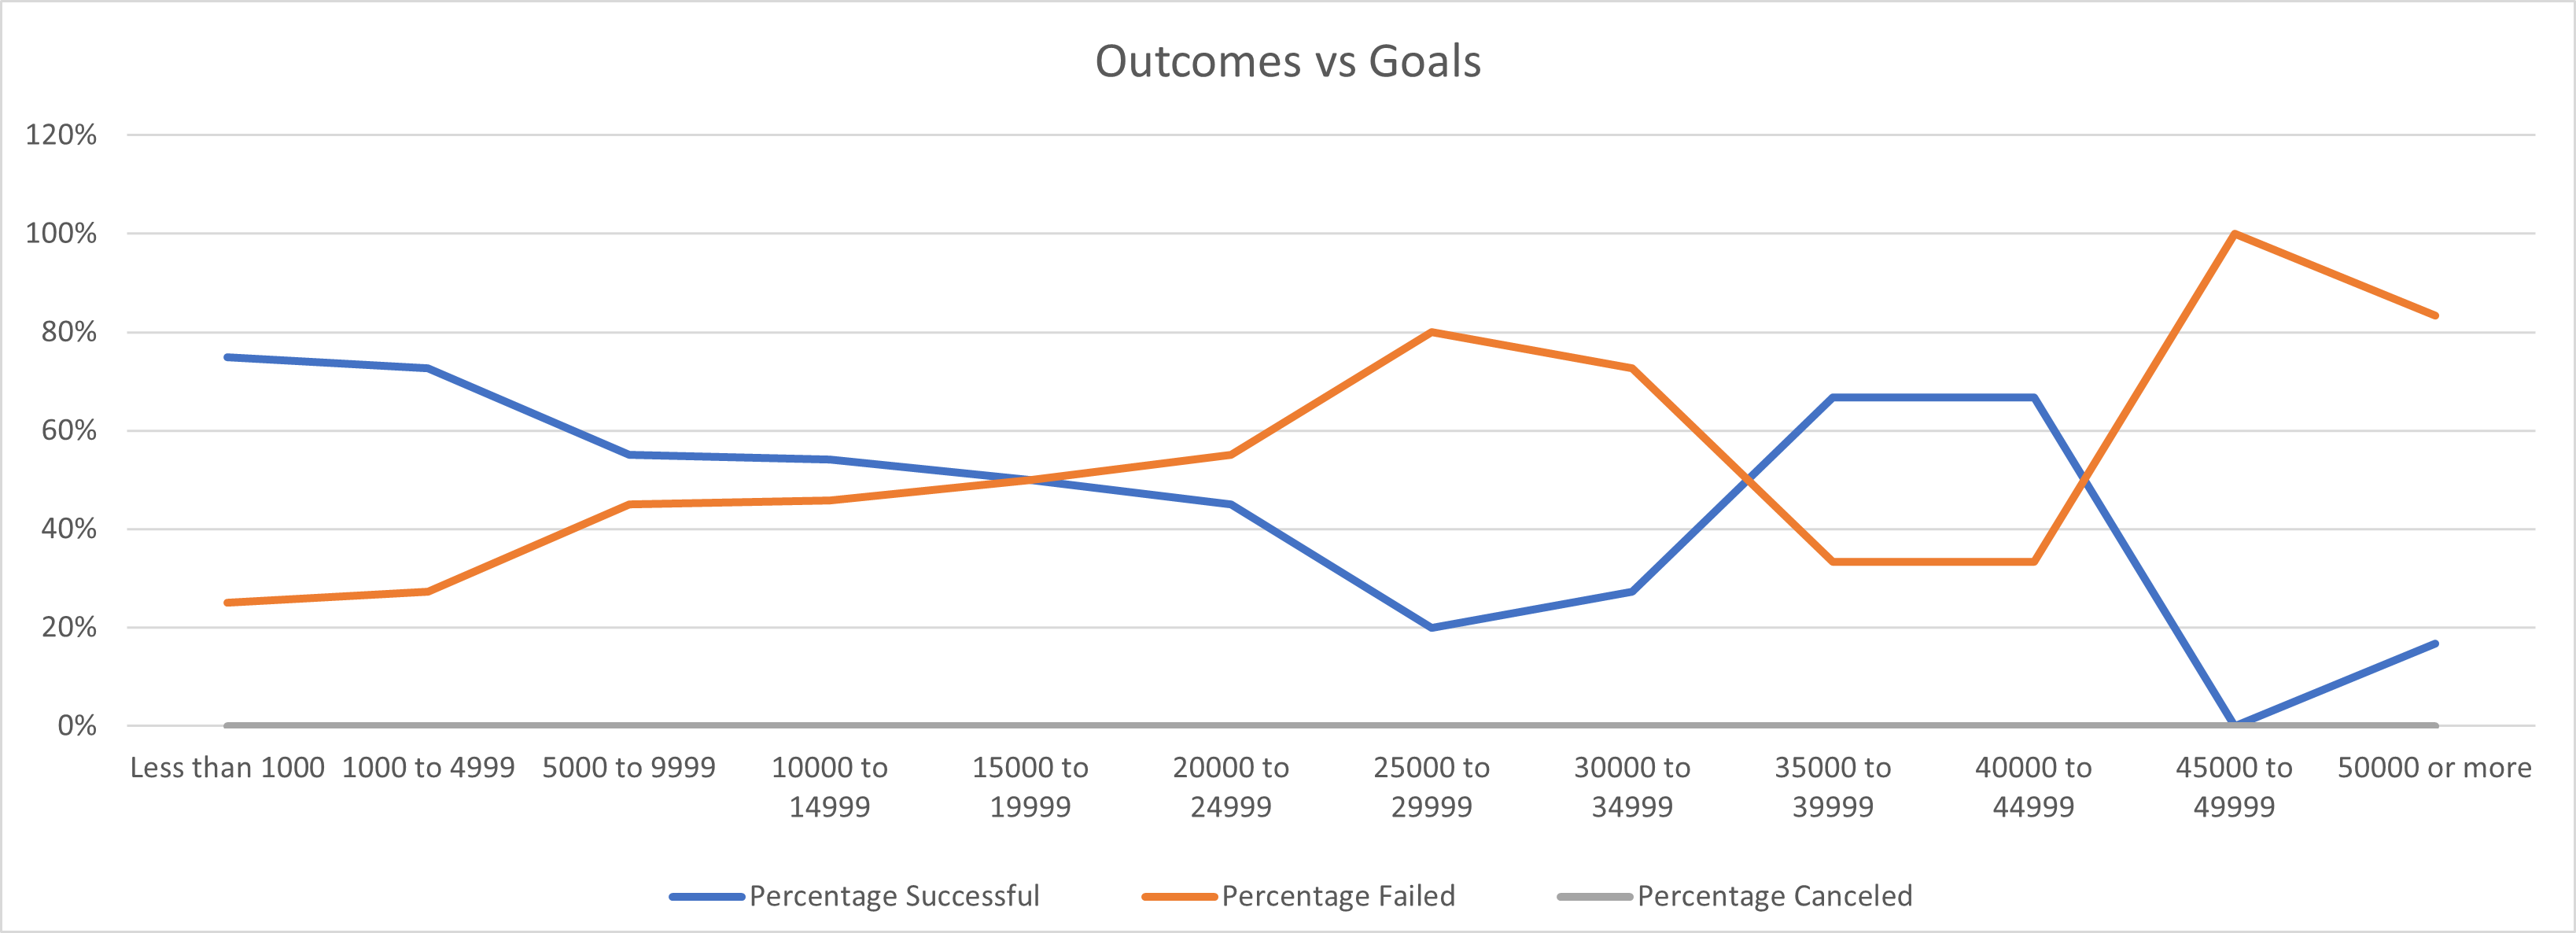 Outcomes vs Goals
120%
100%
80%
60%
40%
20%
0%
Less than 1000
1000 to 4999
5000 to 9999
10000 to
14999
15000 to
19999
20000 to
24999
25000 to
29999
30000 to
34999
35000 to
39999
40000 to
44999
45000 to
49999
50000 or more
Percentage Successful
Percentage Failed
Percentage Canceled